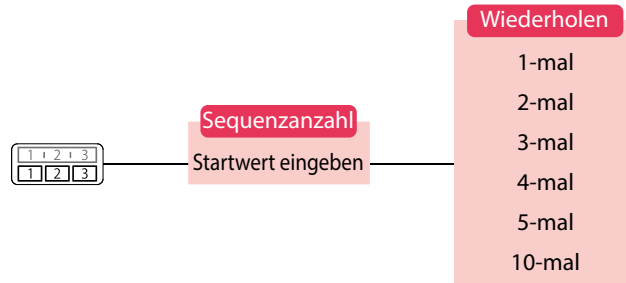 1 2 3
1 2 3
Sequenzanzahl
Startwert eingeben
Wiederholen
1-mal
2-mal
3-mal
4-mal
5-mal
10-mal